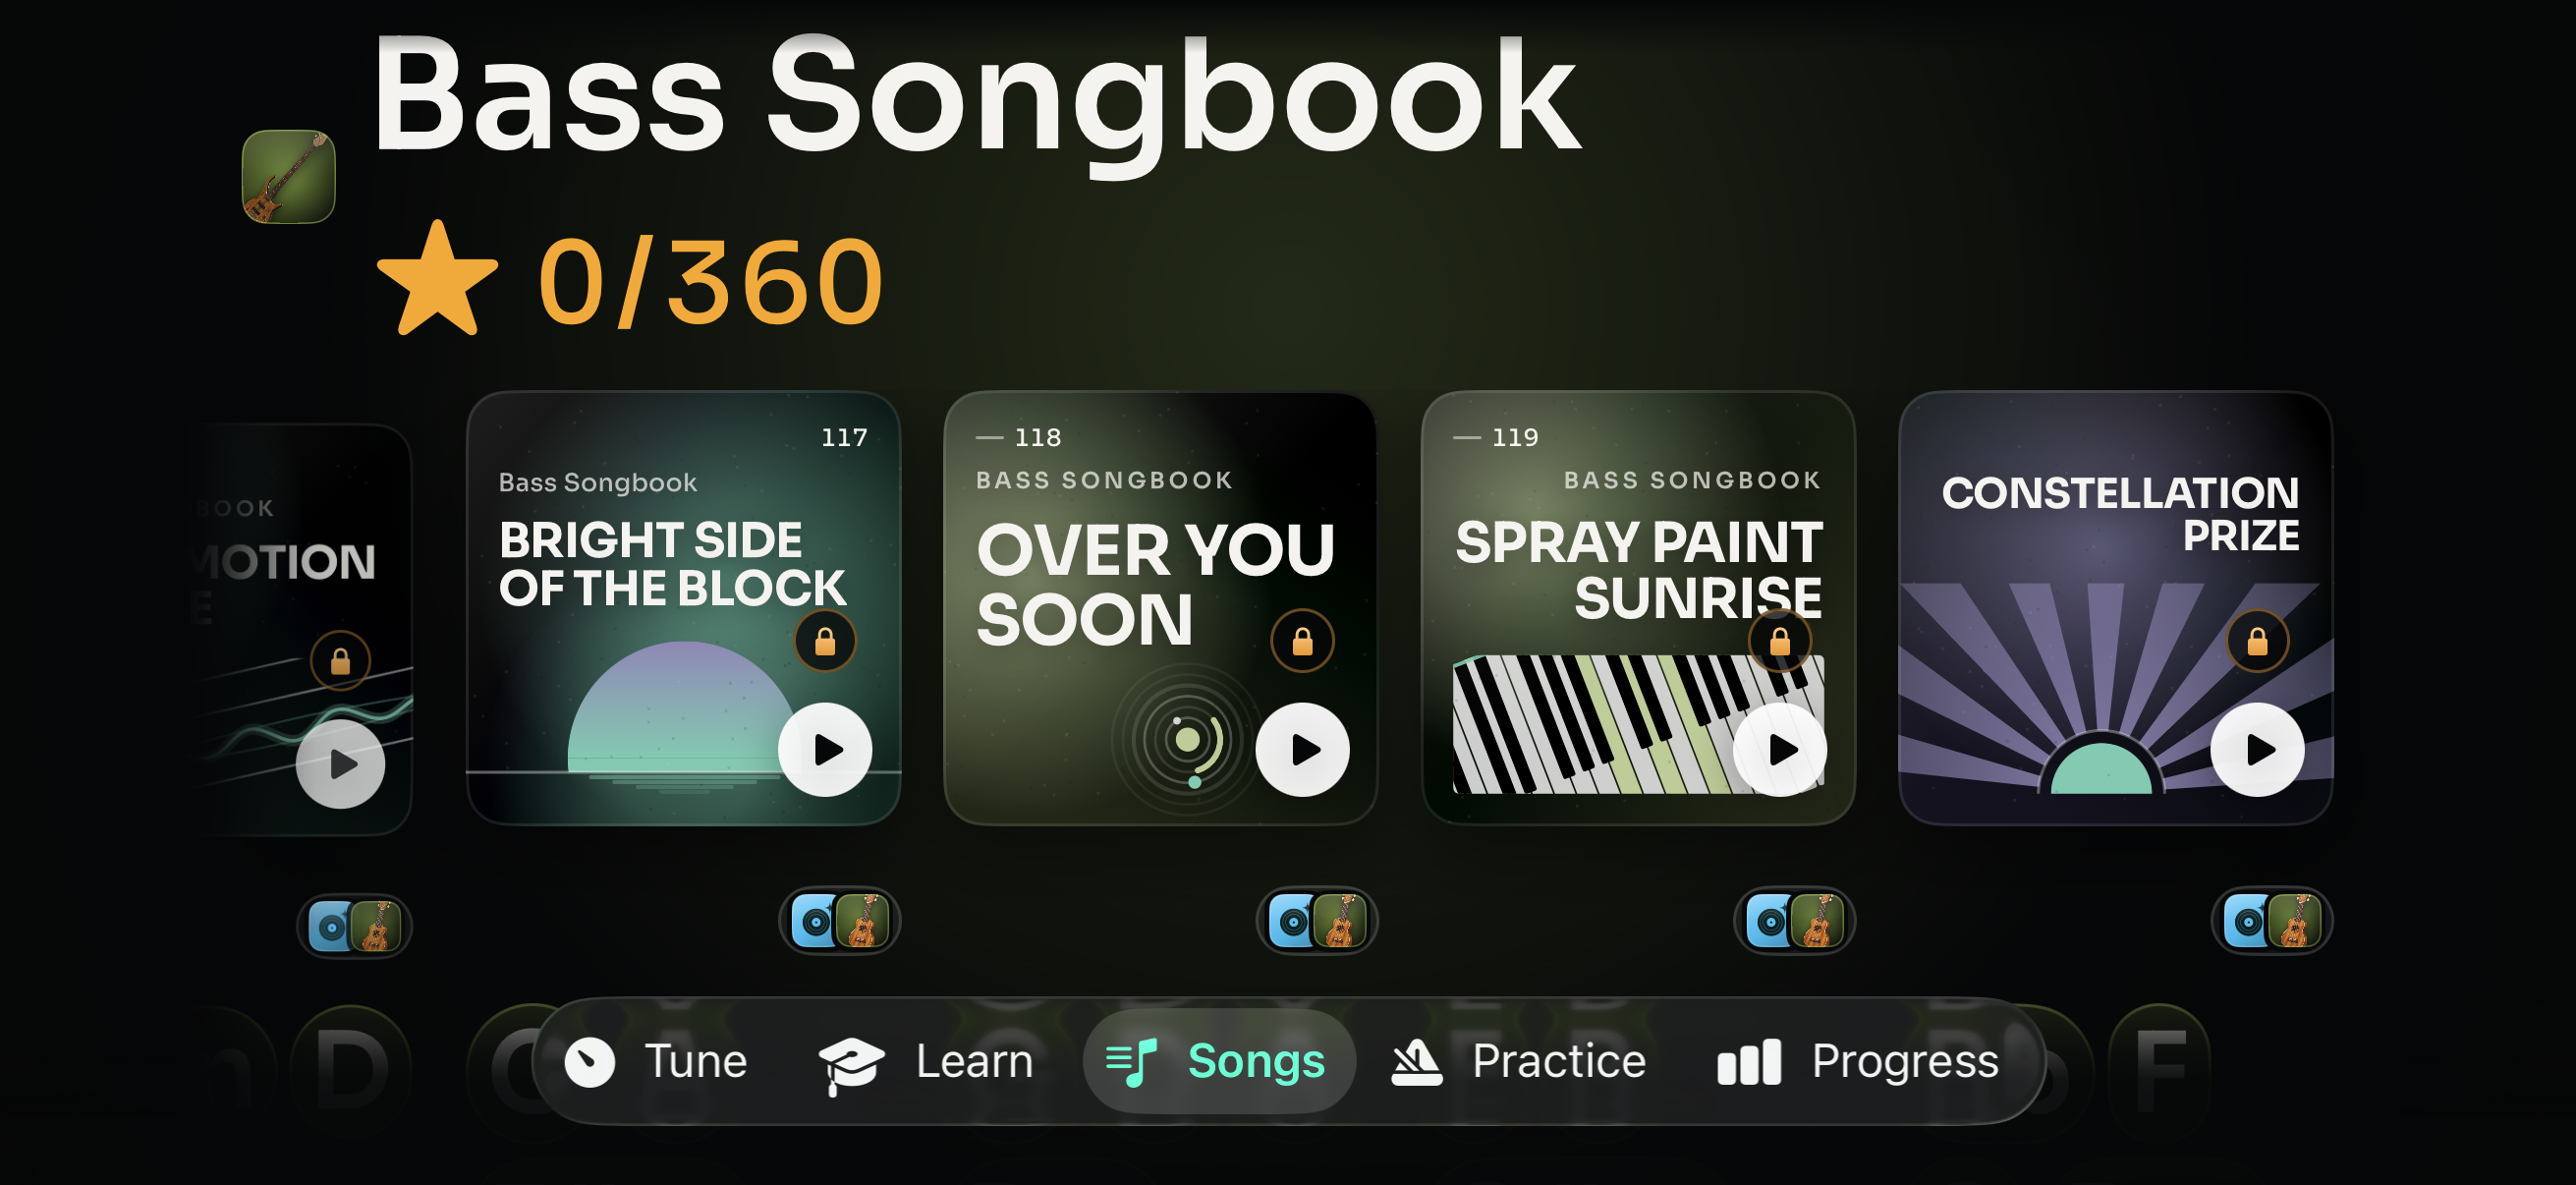 Bass Songbook
0/360
MOTION
117
Bass Songbook
BRIGHT SIDE
OF THE BLOCK
118
BASS SONGBOOK
OVER YOU
SOON
119
BASS SONGBOOK
SPRAY PAINT
SUNRISE
CONSTELLATION
PRIZE
D
F
Tune
Learn
Songs
Practice
Progress